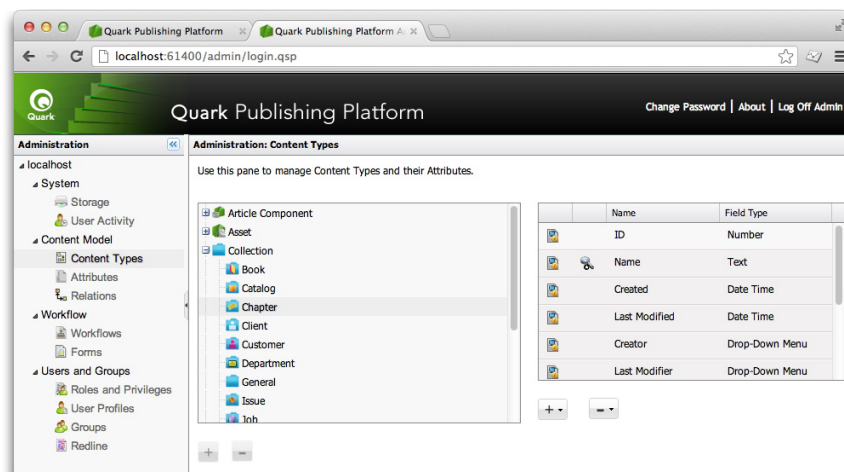 Quark Publishing Platform
Quark Publishing Platform A
localhost:61400/admin/login.qsp
Quark
Quark Publishing Platform
Change Password | About | Log Off Admin
Administration
localhost
System
Storage
User Activity
Content Model
Content Types
Attributes
Relations
Workflow
Workflows
Forms
Users and Groups
Roles and Privileges
User Profiles
Groups
Redline
Administration: Content Types
Use this pane to manage Content Types and their Attributes.
Article Component
Asset
Collection
Book
Catalog
Chapter
Client
Customer
Department
General
Issue
Job
Name Field Type
ID Number
Name Text
Created Date Time
Last Modified Date Time
Creator Drop-Down Menu
Last Modifier Drop-Down Menu